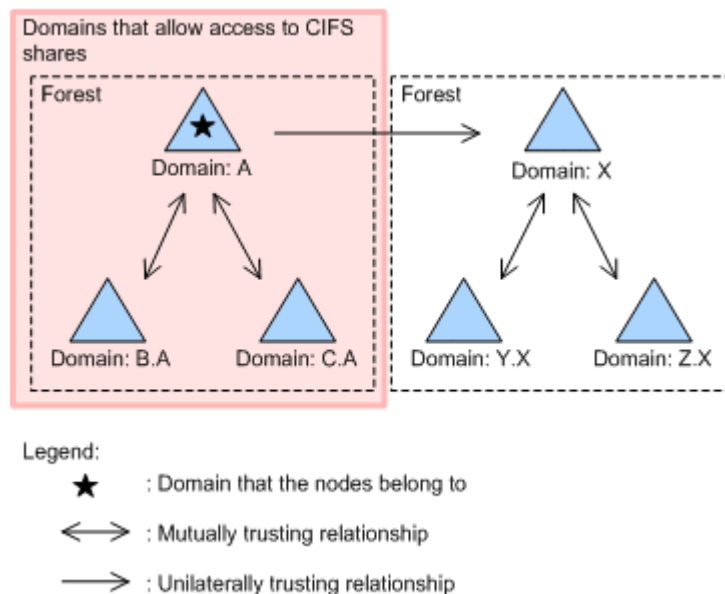 Domains that allow access to CIFS
shares
Forest
Forest
Domain: A
Domain: X
Domain: B.A
Domain: C.A
Domain: Y.X
Domain: Z.X
Legend:
: Domain that the nodes belong to
: Mutually trusting relationship
: Unilaterally trusting relationship